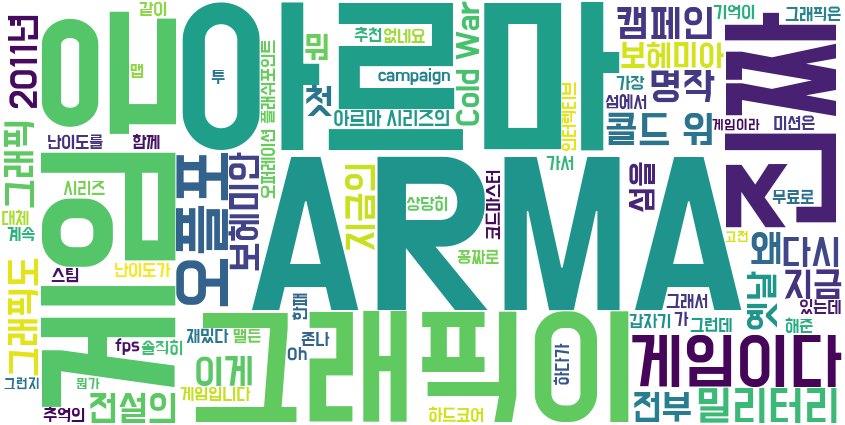 같이
2011년
게임은
아르마
첫
뭐
투
맵
추천
없네요
campaign
Cold War
캠페인
기억이
그래픽은
보헤미아
가장
명작
섬에서
게임이라
미션은
인터렉티브
콜드 워
아르마 시리즈의
오퍼레이션 플래쉬포인트
그래픽
난이도를
함께
시리즈
대체
계속
스팀
난이도가
오플포
보헤미안
지금의
상당히
코드마스터
꽁짜로
가서
섬을
무료로
고전
ARMA
왜
다시
옛날
지금
있는데
그래서
갑자기
가
그런데
해준
그래픽도
한패
재밌다
맬든
존나
Oh
fps
솔직히
이게
그래픽이
하다가
게임이다
그런지
뭔가
게임입니다
추억의
전설의
하드코어
전부
밀리터리